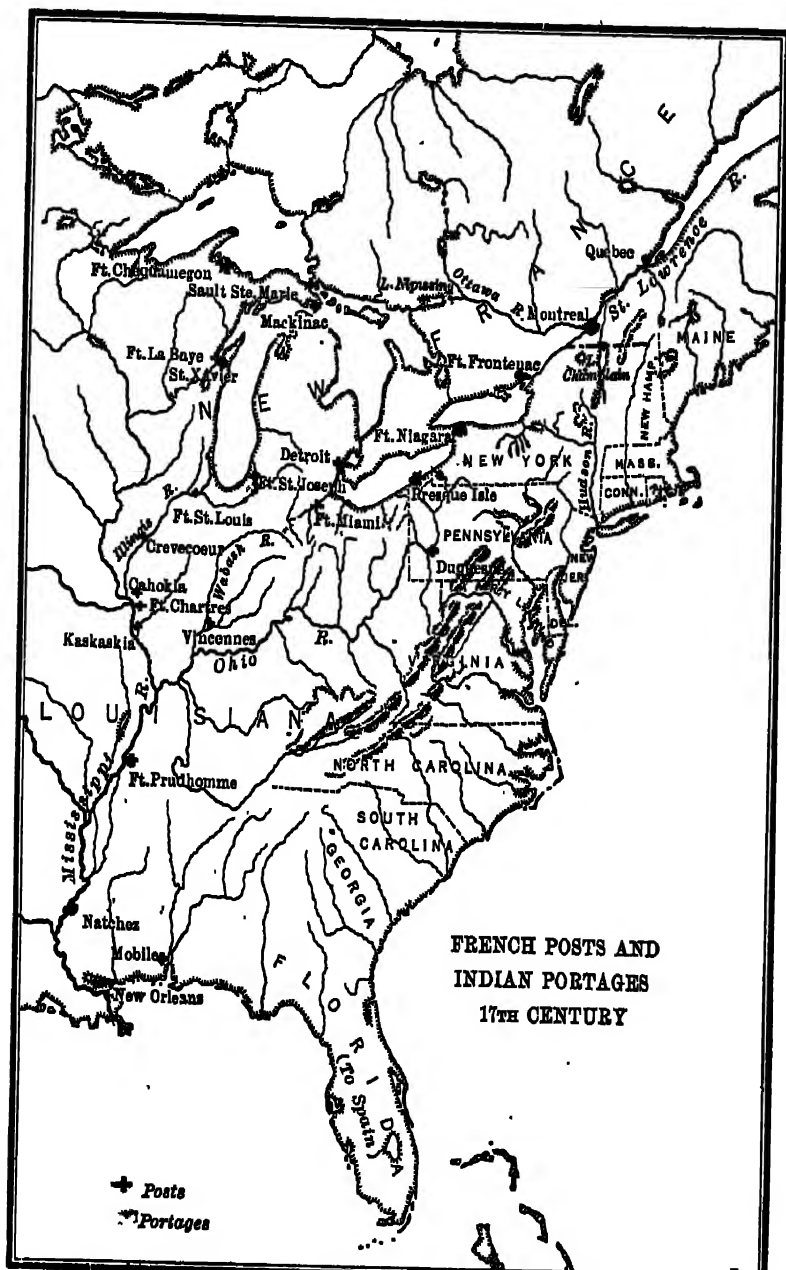 NEW FRANCE
Quebec
St. Lawrence R.
Ft. Chequamegon
Sault Ste. Marie
L. Nipissing
Ottawa R.
Montreal
Mackinac
MAINE
Ft. La Baye
St. Xavier
Ft. Frontenac
L. Champlain
NEW HAMP.
Ft. Niagara
Hudson R.
Detroit
NEW YORK
MASS.
Ft. St. Joseph
Presque Isle
CONN.
Illinois R.
Ft. St. Louis
Ft. Miami
Crevecoeur
Wabash R.
PENNSYLVANIA
Duquesne
NEW
Cahokia
Ft. Chartres
Kaskaskia
Vincennes
Ohio R.
VIRGINIA
LOUISIANA
Mississippi R.
Ft. Prudhomme
NORTH CAROLINA
SOUTH
CAROLINA
GEORGIA
Natchez
Mobile
New Orleans
FLORIDA
(To Spain)
FRENCH POSTS AND
INDIAN PORTAGES
17TH CENTURY
Posts
Portages